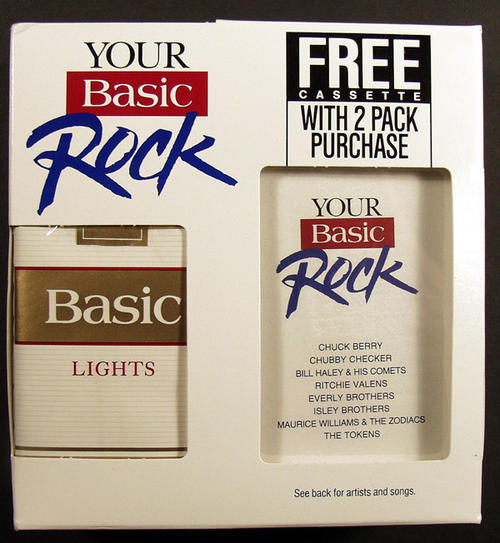 YOUR
Basic
Rock
FREE
CASSETTE
WITH 2 PACK
PURCHASE
Basic
LIGHTS
YOUR
Basic
Rock
CHUCK BERRY
CHUBBY CHECKER
BILL HALEY & HIS COMETS
RITCHIE VALENS
EVERLY BROTHERS
ISLEY BROTHERS
MAURICE WILLIAMS & THE ZODIACS
THE TOKENS
See back for artists and songs.